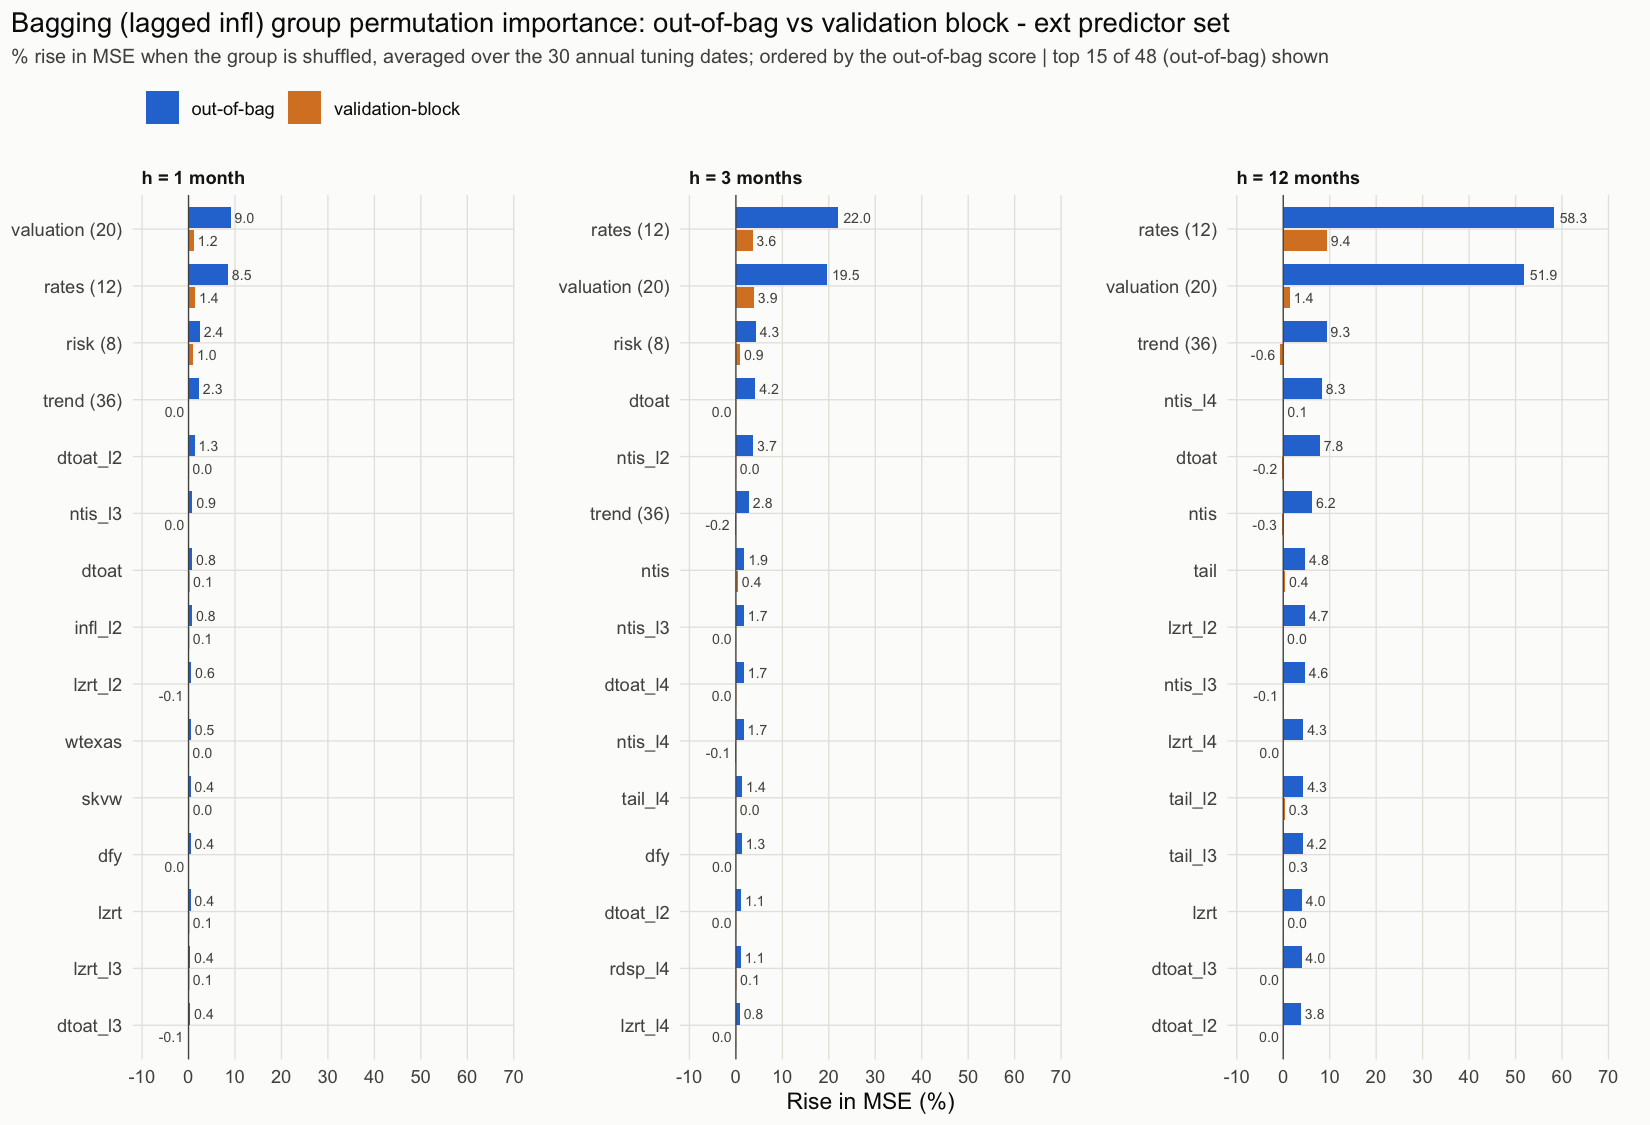 Bagging (lagged infl) group permutation importance: out-of-bag vs validation block - ext predictor set
% rise in MSE when the group is shuffled, averaged over the 30 annual tuning dates; ordered by the out-of-bag score | top 15 of 48 (out-of-bag) shown
out-of-bag validation-block
h = 1 month
valuation (20) 9.0
1.2
rates (12) 8.5
1.4
risk (8) 2.4
1.0
trend (36) 2.3
0.0
dtoat_l2 1.3
0.0
ntis_l3 0.9
0.0
dtoat 0.8
0.1
infl_l2 0.8
0.1
lzrt_l2 0.6
-0.1
wtexas 0.5
0.0
skvw 0.4
0.0
dfy 0.4
0.0
lzrt 0.4
0.1
lzrt_l3 0.4
0.1
dtoat_l3 0.4
-0.1
-10 0 10 20 30 40 50 60 70
h = 3 months
rates (12) 22.0
3.6
valuation (20) 19.5
3.9
risk (8) 4.3
0.9
dtoat 4.2
0.0
ntis_l2 3.7
0.0
trend (36) 2.8
-0.2
ntis 1.9
0.4
ntis_l3 1.7
0.0
dtoat_l4 1.7
0.0
ntis_l4 1.7
-0.1
tail_l4 1.4
0.0
dfy 1.3
0.0
dtoat_l2 1.1
0.0
rdsp_l4 1.1
0.1
lzrt_l4 0.8
0.0
-10 0 10 20 30 40 50 60 70
h = 12 months
rates (12) 58.3
9.4
valuation (20) 51.9
1.4
trend (36) 9.3
-0.6
ntis_l4 8.3
0.1
dtoat 7.8
-0.2
ntis 6.2
-0.3
tail 4.8
0.4
lzrt_l2 4.7
0.0
ntis_l3 4.6
-0.1
lzrt_l4 4.3
0.0
tail_l2 4.3
0.3
tail_l3 4.2
0.3
lzrt 4.0
0.0
dtoat_l3 4.0
0.0
dtoat_l2 3.8
0.0
-10 0 10 20 30 40 50 60 70
Rise in MSE (%)